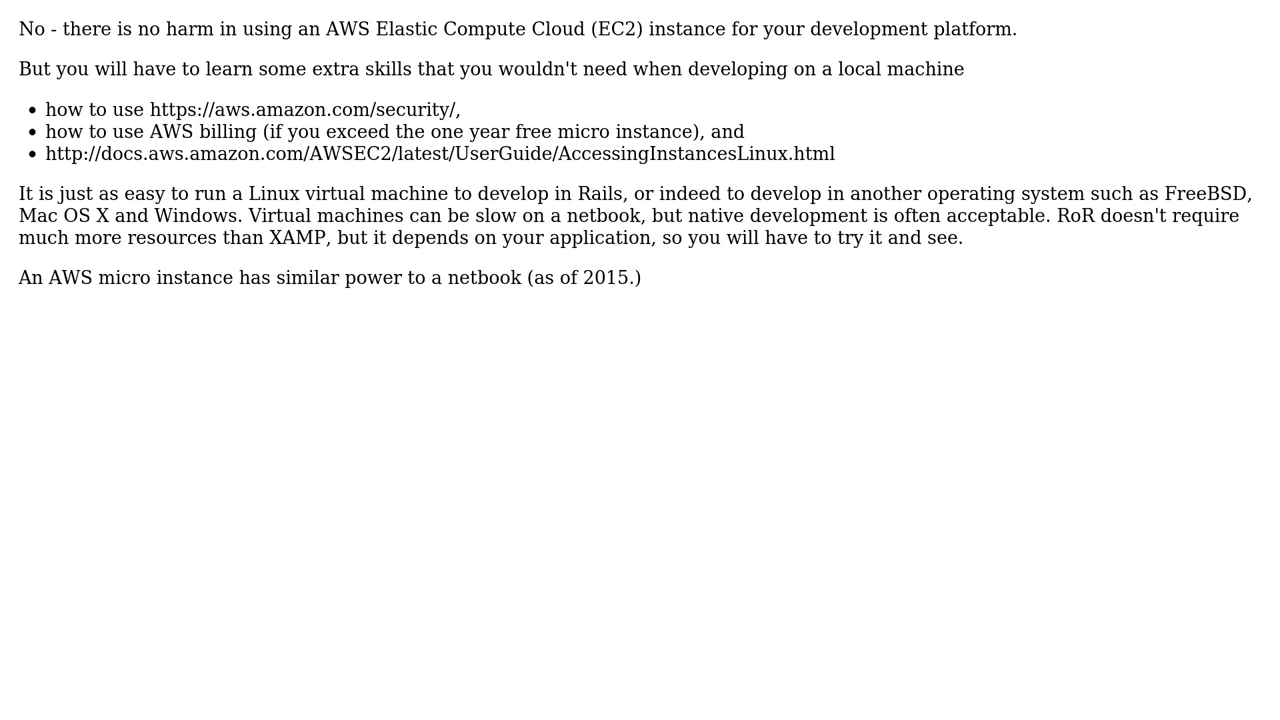 No - there is no harm in using an AWS Elastic Compute Cloud (EC2) instance for your development platform.
But you will have to learn some extra skills that you wouldn't need when developing on a local machine
• how to use https://aws.amazon.com/security/,
• how to use AWS billing (if you exceed the one year free micro instance), and
• http://docs.aws.amazon.com/AWSEC2/latest/UserGuide/AccessingInstancesLinux.html
It is just as easy to run a Linux virtual machine to develop in Rails, or indeed to develop in another operating system such as FreeBSD,
Mac OS X and Windows. Virtual machines can be slow on a netbook, but native development is often acceptable. RoR doesn't require
much more resources than XAMP, but it depends on your application, so you will have to try it and see.
An AWS micro instance has similar power to a netbook (as of 2015.)